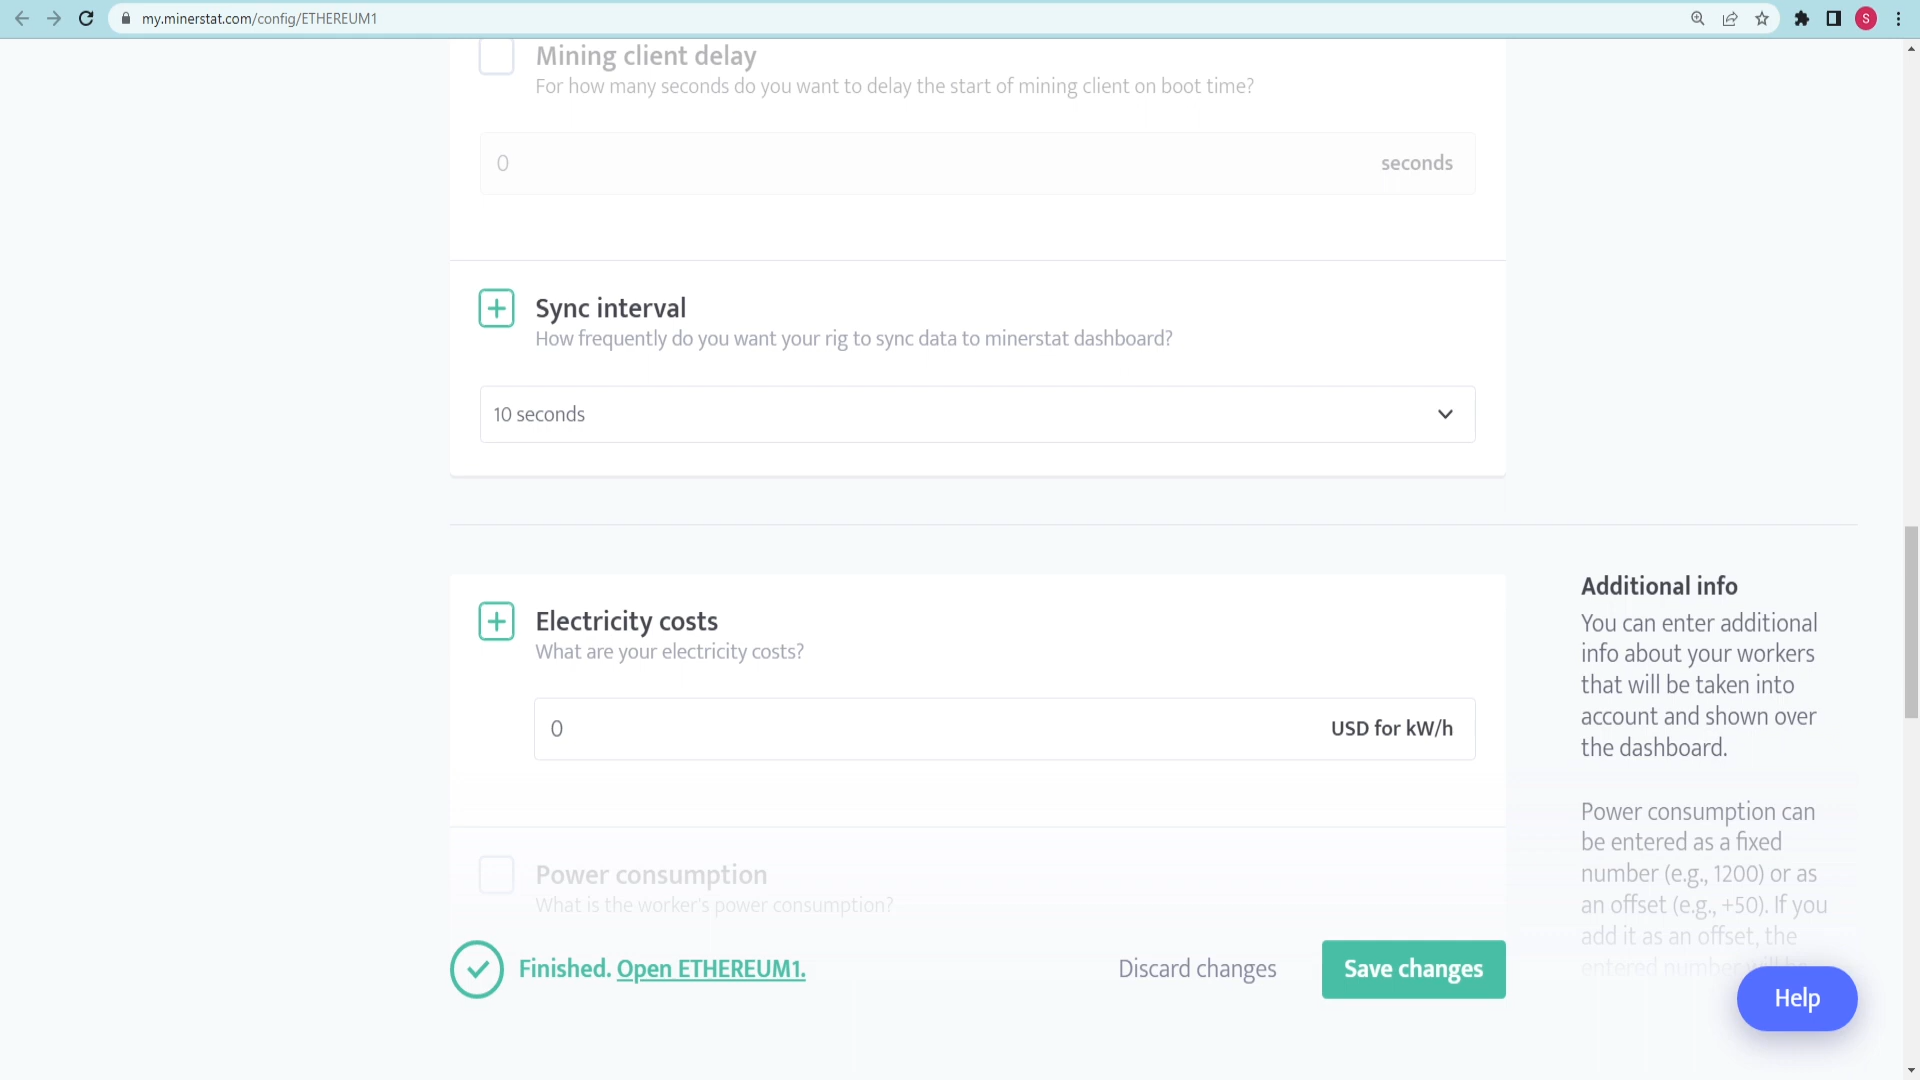 my.minerstat.com/config/ETHEREUM1
S
Mining client delay
For how many seconds do you want to delay the start of mining client on boot time?
0
seconds
Sync interval
How frequently do you want your rig to sync data to minerstat dashboard?
10 seconds
Electricity costs
What are your electricity costs?
0
USD for kW/h
Power consumption
What is the worker's power consumption?
Finished. Open ETHEREUM1.
Discard changes
Save changes
Additional info
You can enter additional
info about your workers
that will be taken into
account and shown over
the dashboard.
Power consumption can
be entered as a fixed
number (e.g., 1200) or as
an offset (e.g., +50). If you
add it as an offset, the
entered number will be
Help